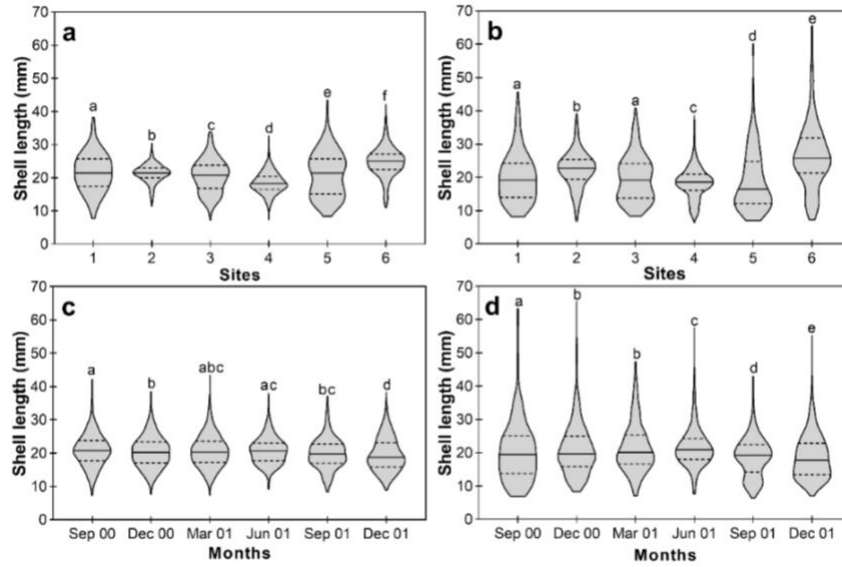 a
Shell length (mm)
70
60
50
40
30
20
10
0
a b c d e f
1 2 3 4 5 6
Sites
b
Shell length (mm)
70
60
50
40
30
20
10
0
a b a c d e
1 2 3 4 5 6
Sites
c
Shell length (mm)
70
60
50
40
30
20
10
0
a b abc ac bc d
Sep 00 Dec 00 Mar 01 Jun 01 Sep 01 Dec 01
Months
d
Shell length (mm)
70
60
50
40
30
20
10
0
a b b c d e
Sep 00 Dec 00 Mar 01 Jun 01 Sep 01 Dec 01
Months